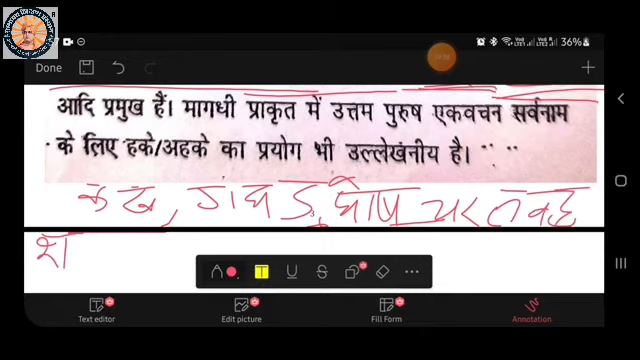 36%
Done
आदि प्रमुख हैं। मागधी प्राकृत में उत्तम पुरुष एकवचन सर्वनाम
के लिए हके/अहके का प्रयोग भी उल्लेखनीय है।
क ख, ग घ ङ, घोष य र ल व ह
श
Text editor
Edit picture
Fill Form
Annotation